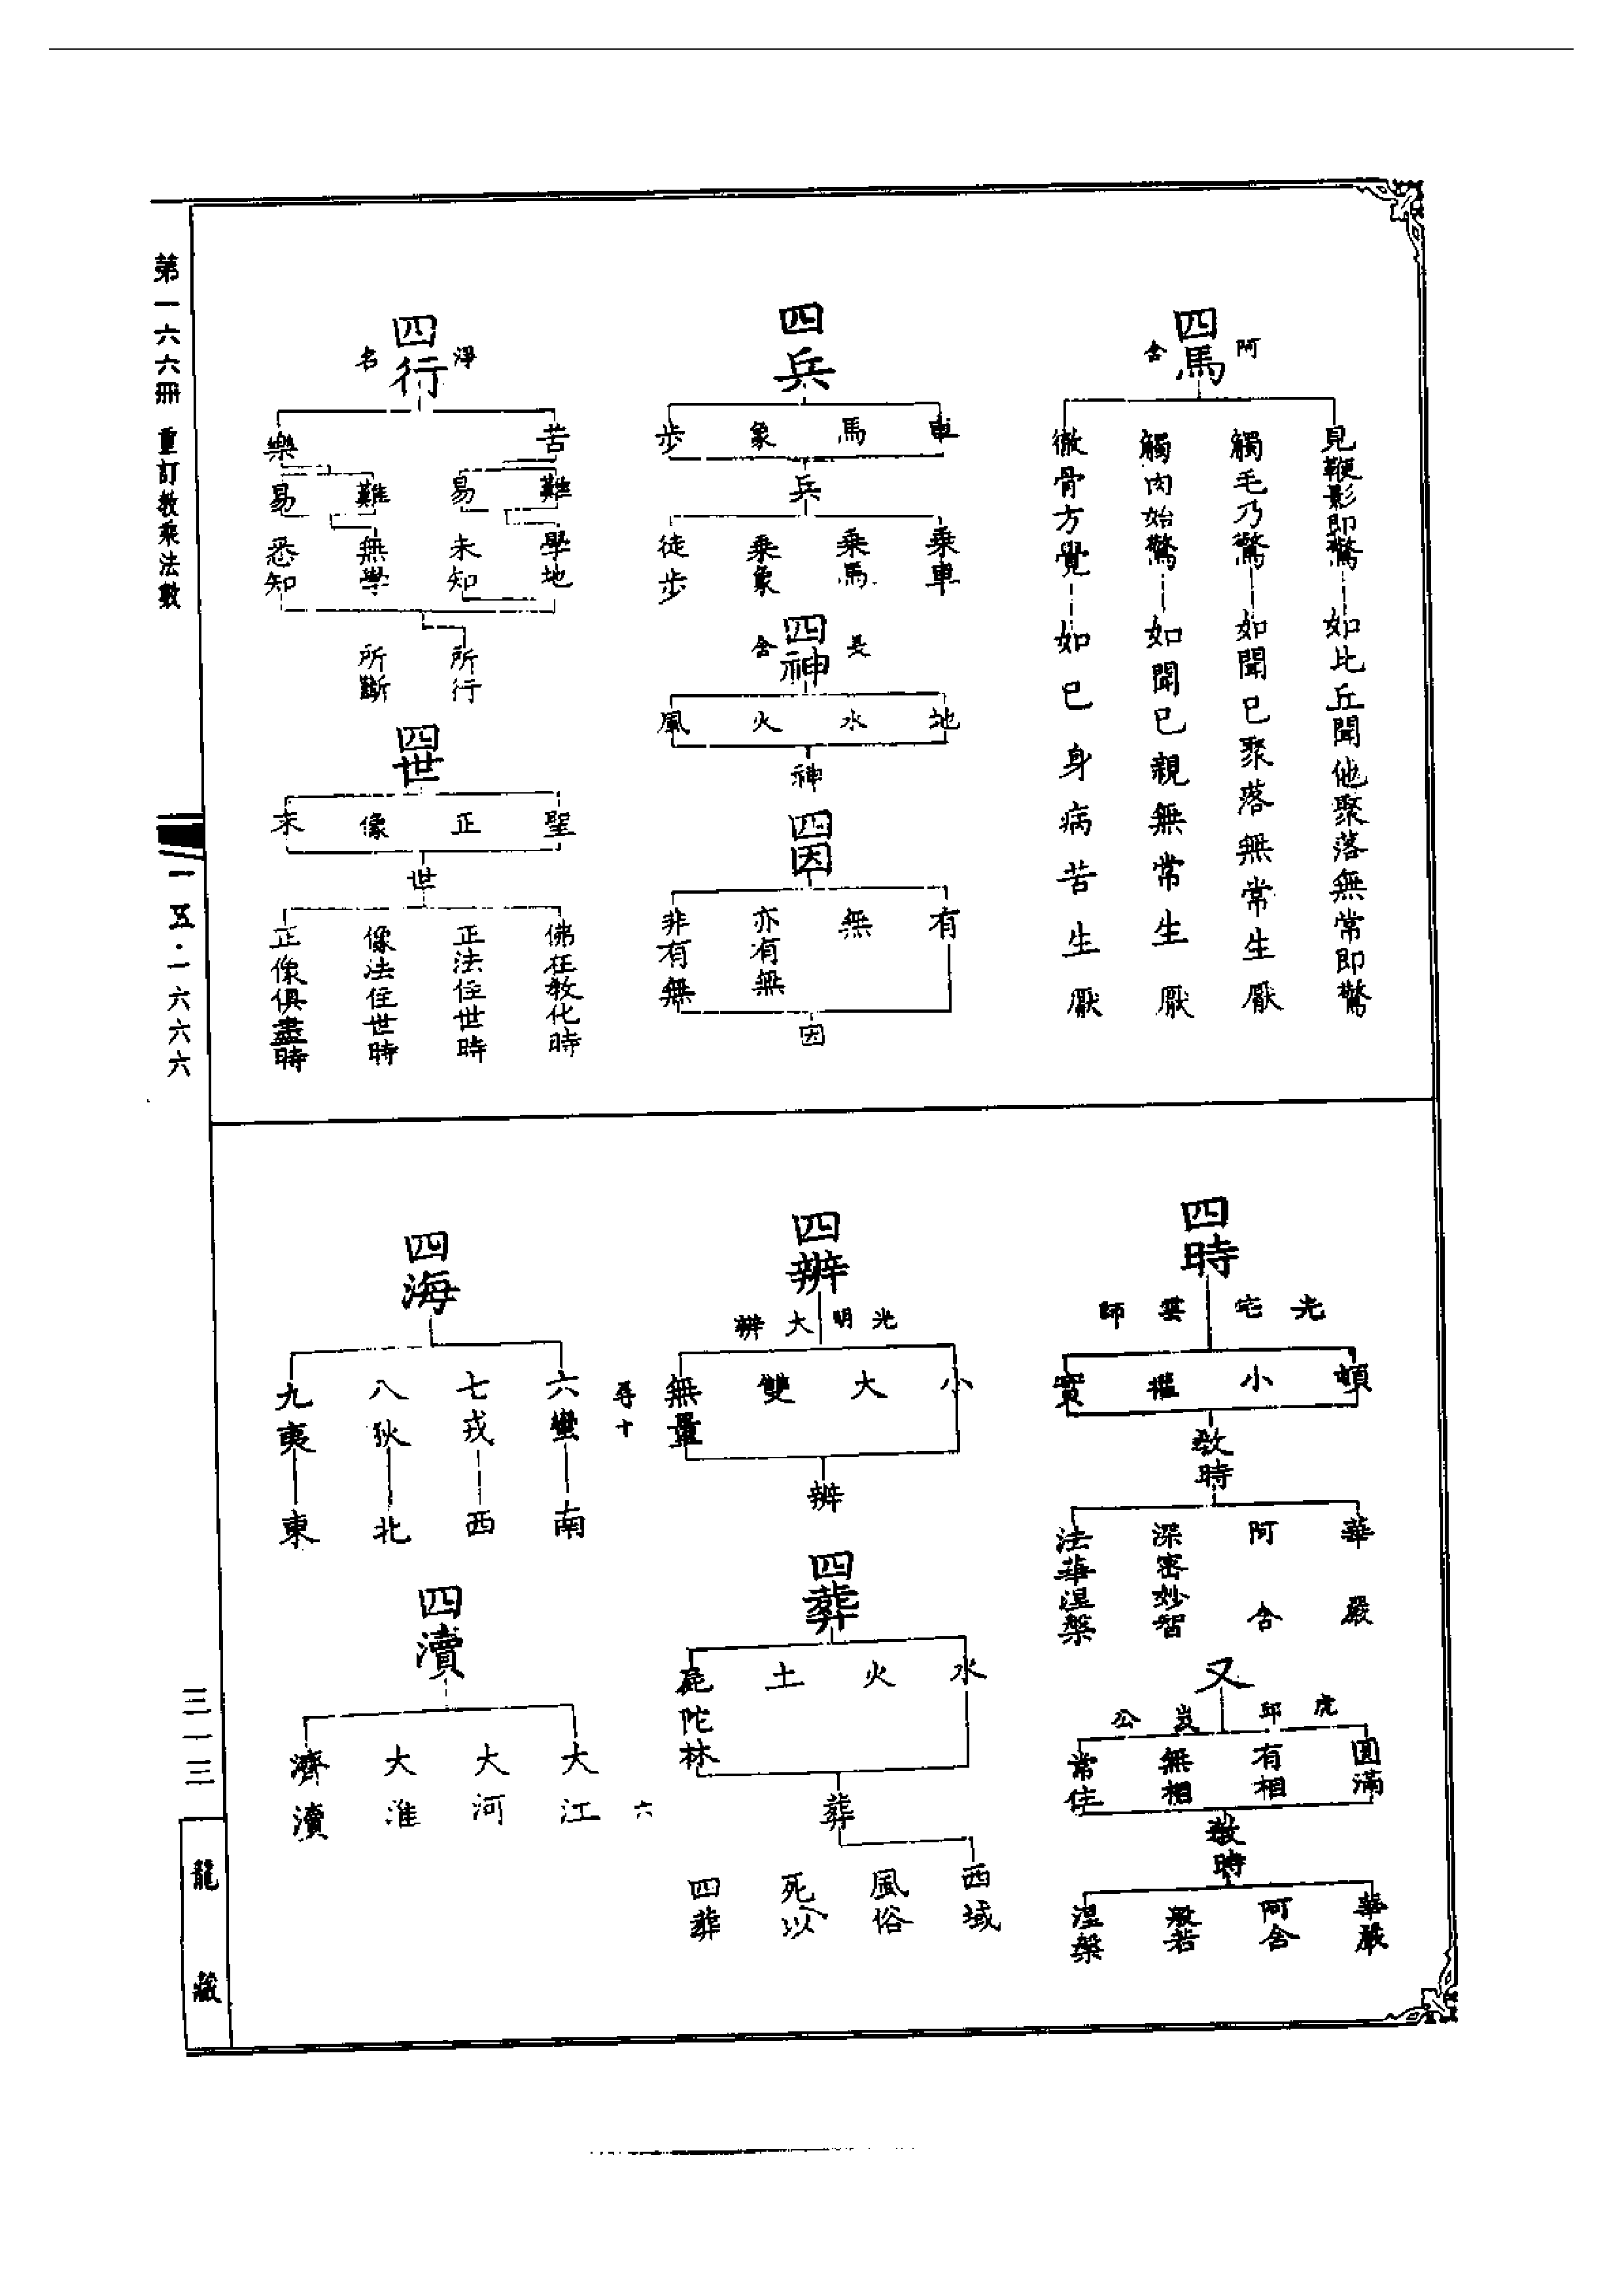 四馬
阿含
見鞭影即驚 如比丘聞他聚落無常即驚
觸毛乃驚 如聞已聚落無常生厭
觸肉始驚 如聞已親無常生厭
徹骨方覺 如已身病苦生厭
四兵
車 馬 象 步
兵
乗車 乗馬 乗象 徒步
四神
長含
地 水 火 風
神
四因
有 無 亦有無 非有無
因
四行
淨名
苦 樂
難 易 難 易
學地 未知 無學 悉知
所行 所斷
四世
聖 正 像 末
世
佛在教化時
正法住世時
像法住世時
正像俱盡時
四時
光宅雲師
頓 小 權 實
教時
華嚴 阿含 深密妙智 法華涅槃
又
虎邱岌公
圓滿 有相 無相 常住
教時
華嚴 阿含 般若 涅槃
四辨
光明大辨
小 大 雙 無量
辨
四葬
水 火 土 屍陀林
葬
西域 風俗 死以 四葬
尋十
四海
六蠻 南
七戎 西
八狄 北
九夷 東
四瀆
大江 大河 大淮 濟瀆
六
第一六六冊 重訂教乘法數
一五·一六六六
三一三
龍藏